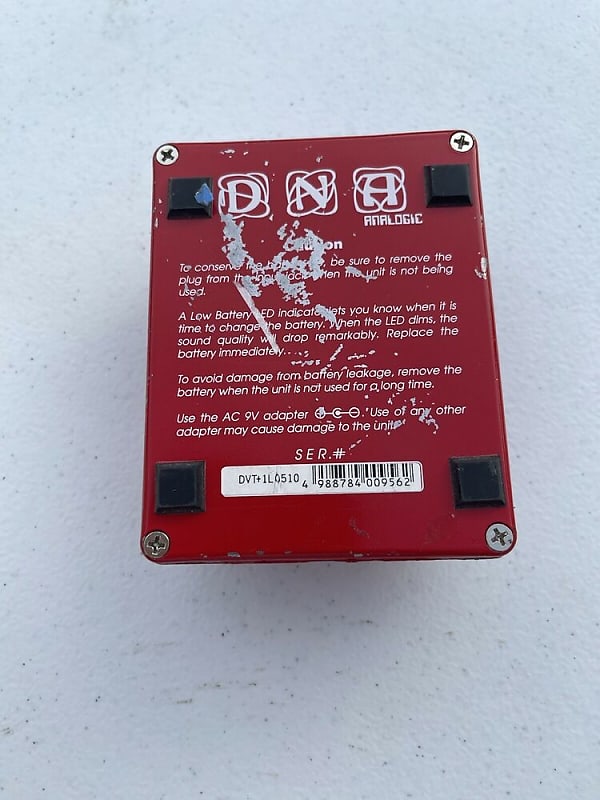 DNA
ANALOGIC
Caution
To conserve the battery, be sure to remove the
plug from the input jack when the unit is not being
used.
A Low Battery LED indicator lets you know when it is
time to change the battery. When the LED dims, the
sound quality will drop remarkably. Replace the
battery immediately.
To avoid damage from battery leakage, remove the
battery when the unit is not used for a long time.
Use the AC 9V adapter Use of any other
adapter may cause damage to the unit.
SER.#
DVT+1L0510 4 988784 009562